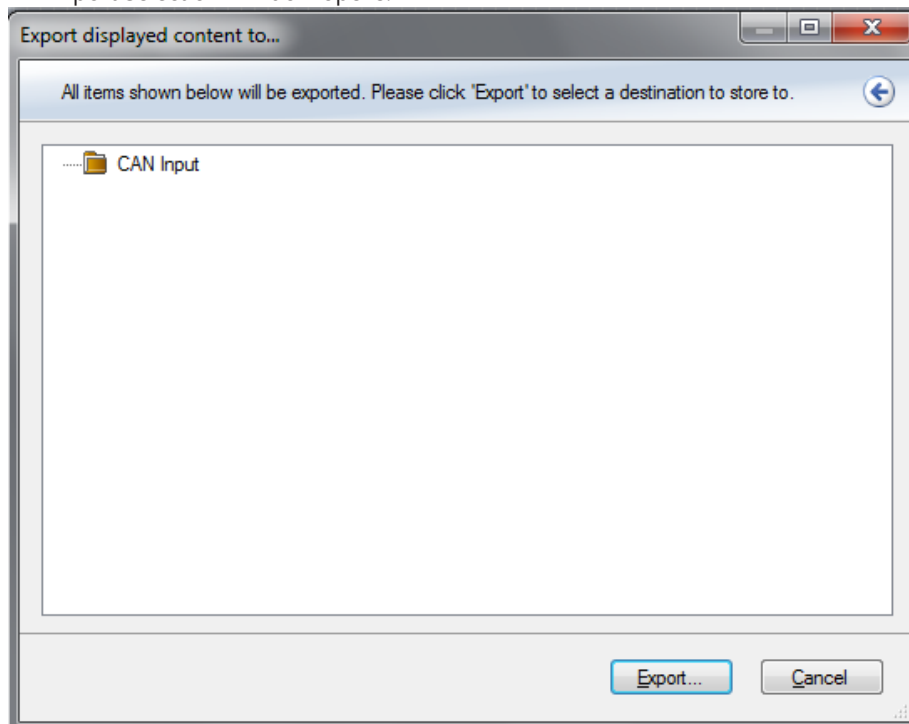 Export displayed content to...
All items shown below will be exported. Please click 'Export' to select a destination to store to.
CAN Input
Export...
Cancel